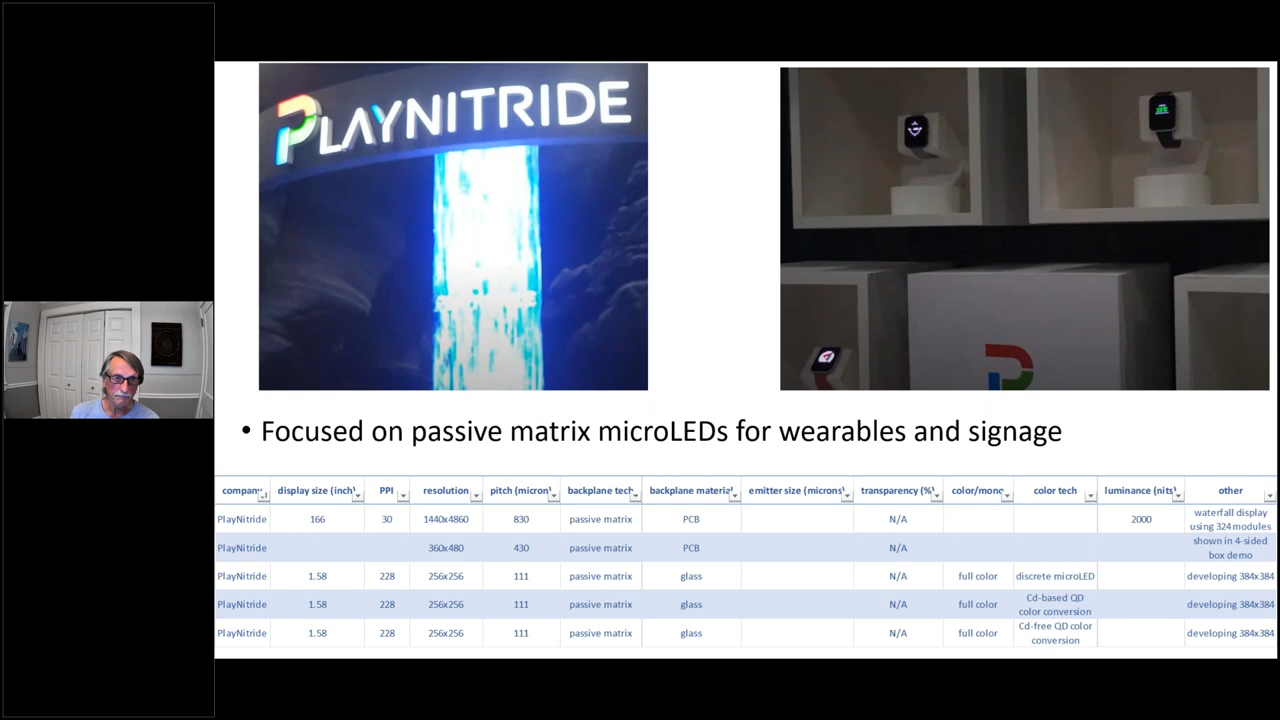 PLAYNITRIDE
• Focused on passive matrix microLEDs for wearables and signage
company display size (inch) PPI resolution pitch (micron) backplane tech backplane material emitter size (microns) transparency (%) color/mono color tech luminance (nits) other
PlayNitride 166 30 1440x4860 830 passive matrix PCB N/A 2000 waterfall display using 324 modules
PlayNitride 360x480 430 passive matrix PCB N/A shown in 4-sided box demo
PlayNitride 1.58 228 256x256 111 passive matrix glass N/A full color discrete microLED developing 384x384
PlayNitride 1.58 228 256x256 111 passive matrix glass N/A full color Cd-based QD color conversion developing 384x384
PlayNitride 1.58 228 256x256 111 passive matrix glass N/A full color Cd-free QD color conversion developing 384x384